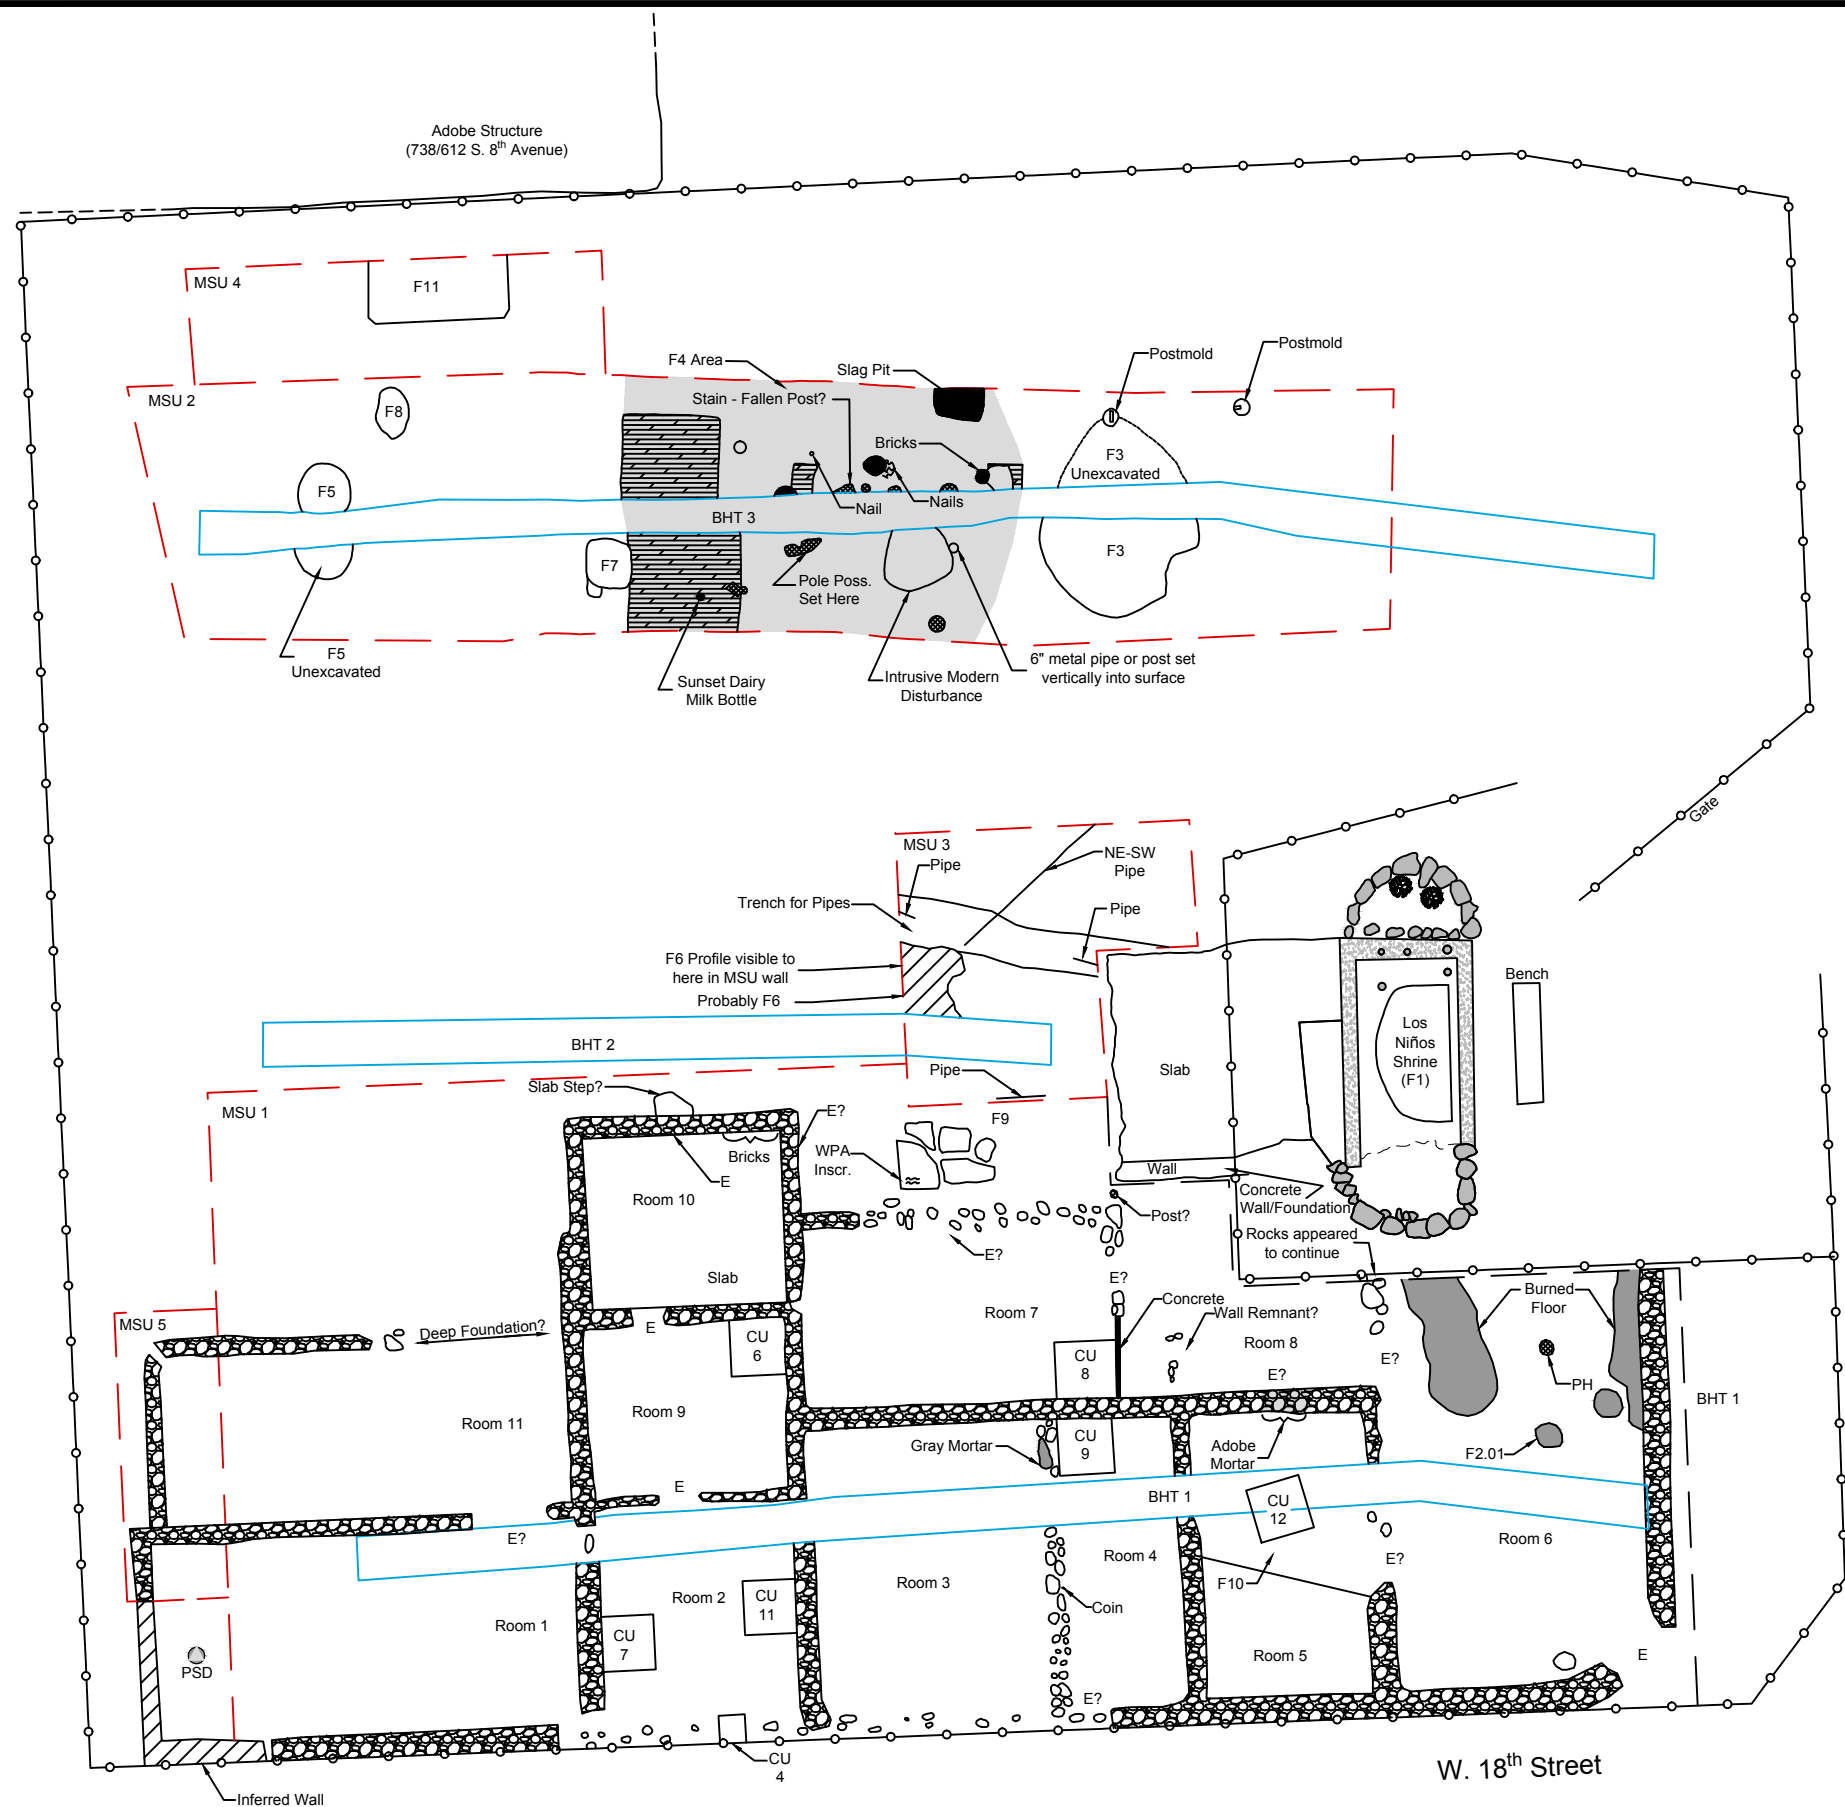 Adobe Structure
(738/612 S. 8th Avenue)
MSU 4
F11
F4 Area
Slag Pit
Postmold
Postmold
MSU 2
Stain - Fallen Post?
F8
Bricks
F3
Unexcavated
F5
Nail
Nails
BHT 3
F7
F3
Pole Poss.
Set Here
F5
Unexcavated
6" metal pipe or post set
vertically into surface
Sunset Dairy
Milk Bottle
Intrusive Modern
Disturbance
Gate
MSU 3
Pipe
NE-SW
Pipe
Trench for Pipes
Pipe
F6 Profile visible to
here in MSU wall
Probably F6
Bench
Los
Niños
Shrine
(F1)
BHT 2
Slab
Pipe
Slab Step?
MSU 1
E?
F9
Bricks
WPA
Inscr.
E
Wall
Room 10
Concrete
Wall/Foundation
Post?
E?
Rocks appeared
to continue
Slab
E?
Room 7
Concrete
Wall Remnant?
Burned
Floor
MSU 5
Deep Foundation?
E
CU
6
Room 8
CU
8
E?
E?
PH
BHT 1
Room 11
Room 9
Gray Mortar
CU
9
Adobe
Mortar
F2.01
E
BHT 1
CU
12
E?
Room 6
Room 4
E?
Room 3
F10
Room 2
CU
11
Coin
Room 1
CU
7
Room 5
E
PSD
E?
CU
4
W. 18th Street
Inferred Wall